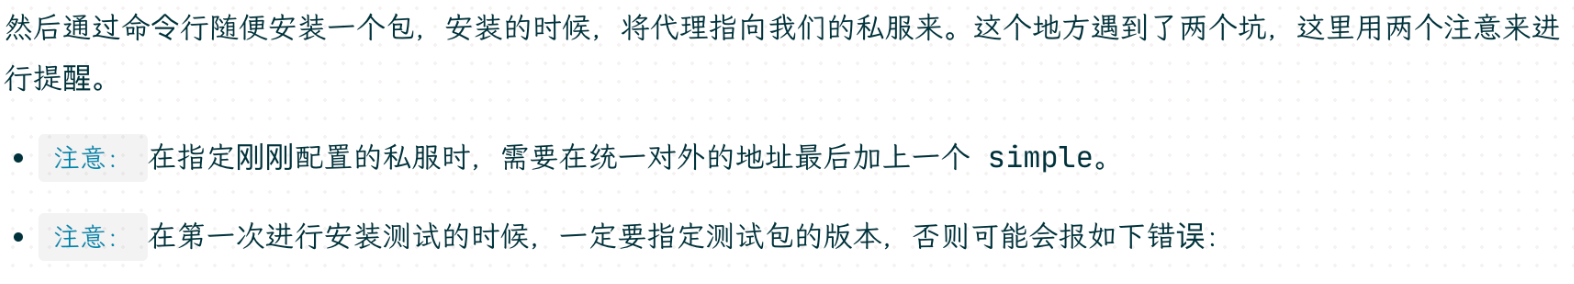 然后通过命令行随便安装一个包，安装的时候，将代理指向我们的私服来。这个地方遇到了两个坑，这里用两个注意来进
行提醒。
• 注意： 在指定刚刚配置的私服时，需要在统一对外的地址最后加上一个 simple。
• 注意： 在第一次进行安装测试的时候，一定要指定测试包的版本，否则可能会报如下错误：